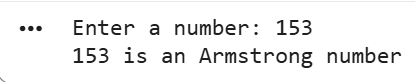 Enter a number: 153
153 is an Armstrong number